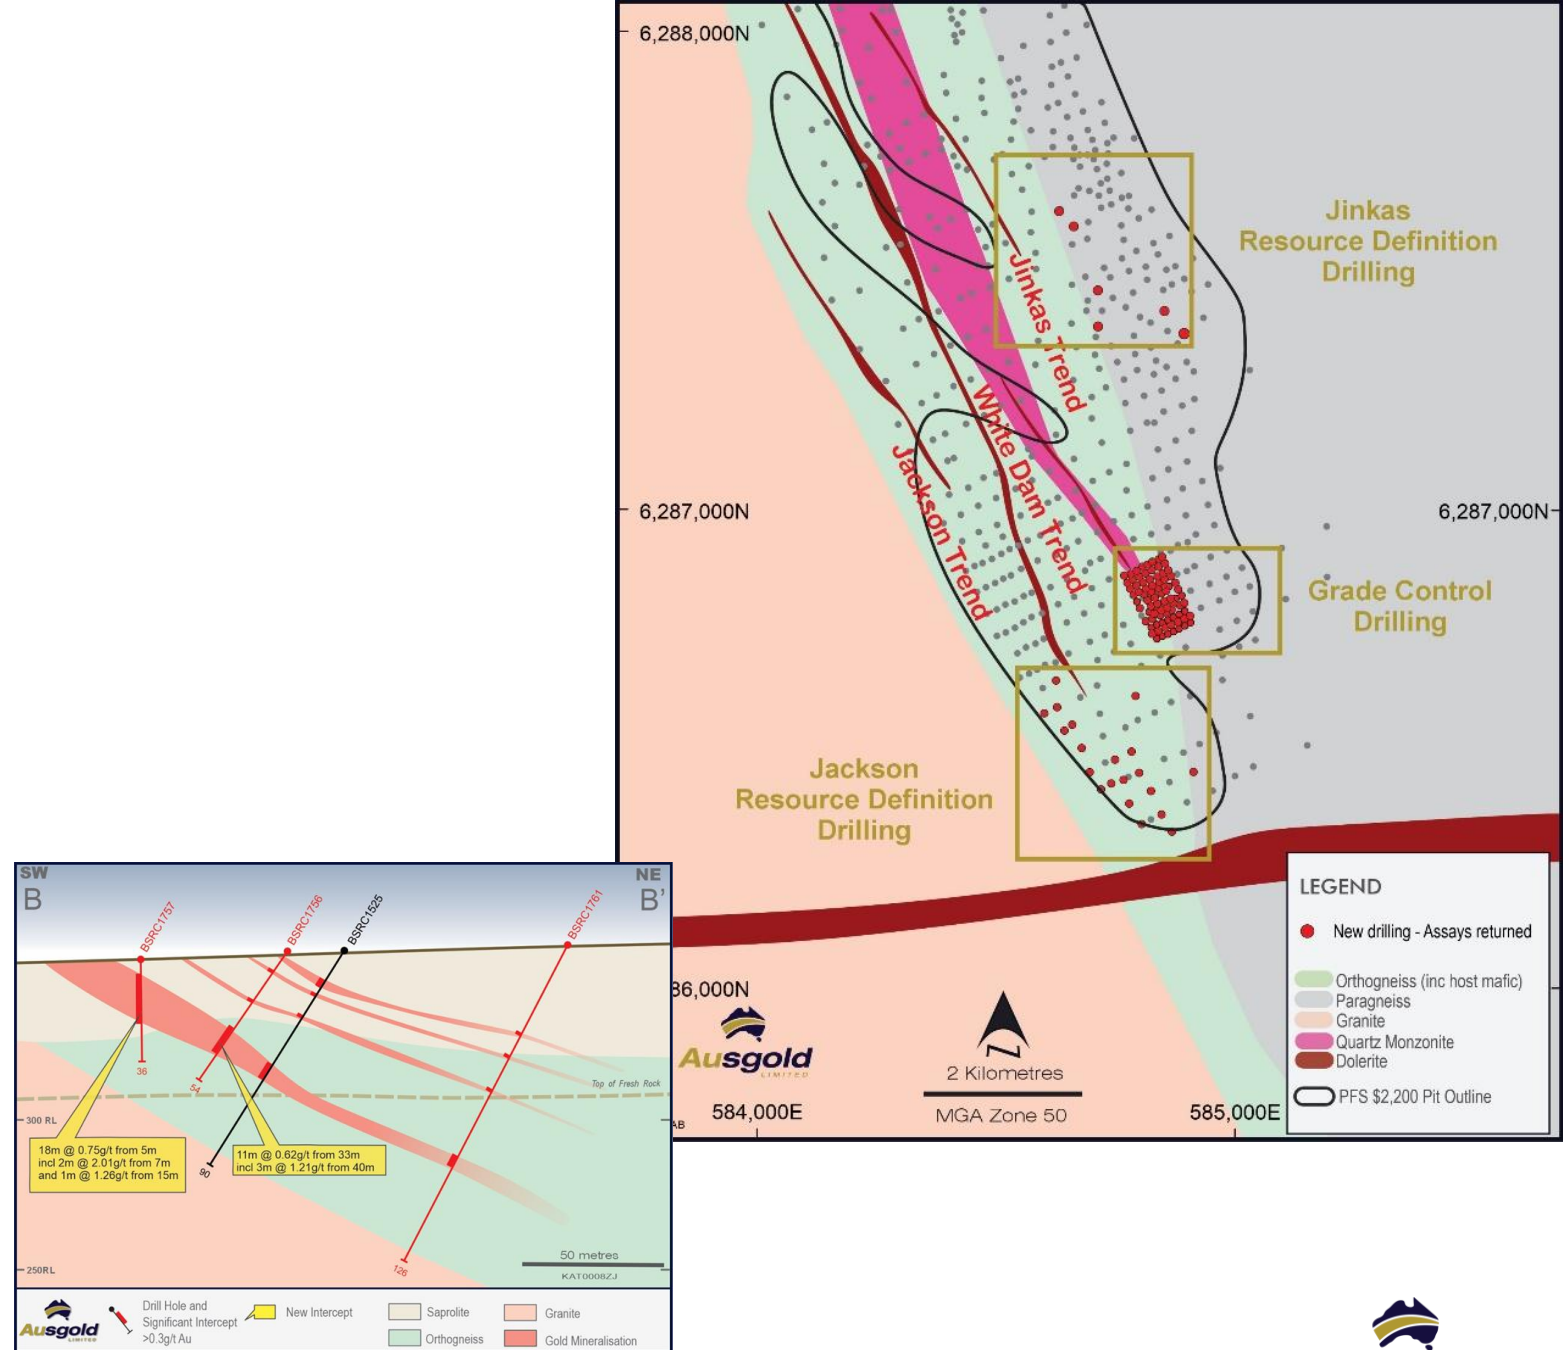 6,288,000N
Jinkas
Resource Definition
Drilling
Jinkas Trend
White Dam Trend
Jackson Trend
6,287,000N
6,287,000N
Grade Control
Drilling
Jackson
Resource Definition
Drilling
86,000N
Ausgold
LIMITED
N
2 Kilometres
MGA Zone 50
584,000E
585,000E
AB
LEGEND
New drilling - Assays returned
Orthogneiss (inc host mafic)
Paragneiss
Granite
Quartz Monzonite
Dolerite
PFS $2,200 Pit Outline
SW
NE
B
B'
BSRC1757
BSRC1756
BSRC1525
BSRC1761
36
54
90
126
Top of Fresh Rock
300 RL
250RL
18m @ 0.75g/t from 5m
incl 2m @ 2.01g/t from 7m
and 1m @ 1.26g/t from 15m
11m @ 0.62g/t from 33m
incl 3m @ 1.21g/t from 40m
50 metres
KAT0008ZJ
Ausgold
LIMITED
Drill Hole and
Significant Intercept
>0.3g/t Au
New Intercept
Saprolite
Orthogneiss
Granite
Gold Mineralisation